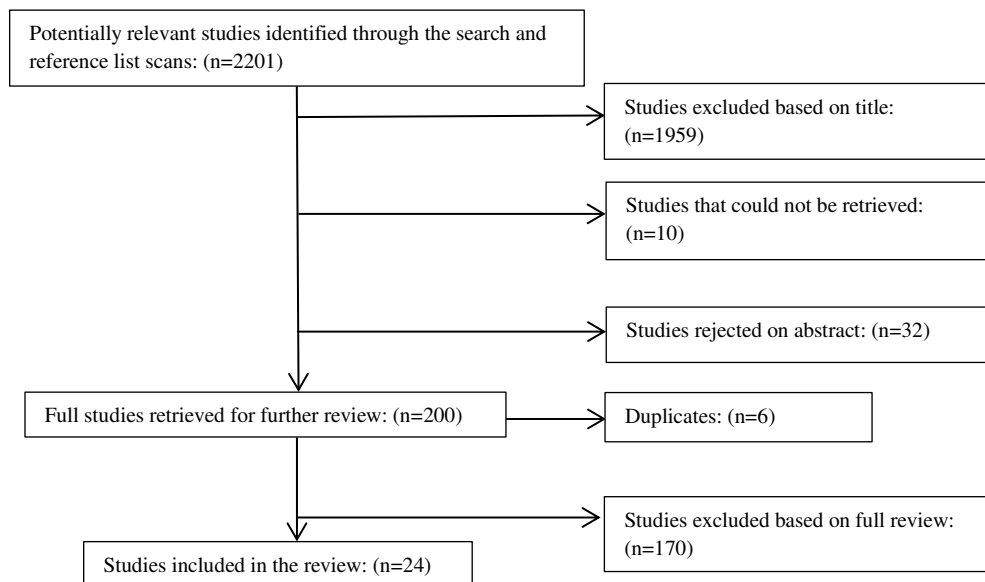 Potentially relevant studies identified through the search and
reference list scans: (n=2201)
Studies excluded based on title:
(n=1959)
Studies that could not be retrieved:
(n=10)
Studies rejected on abstract: (n=32)
Full studies retrieved for further review: (n=200)
Duplicates: (n=6)
Studies excluded based on full review:
(n=170)
Studies included in the review: (n=24)